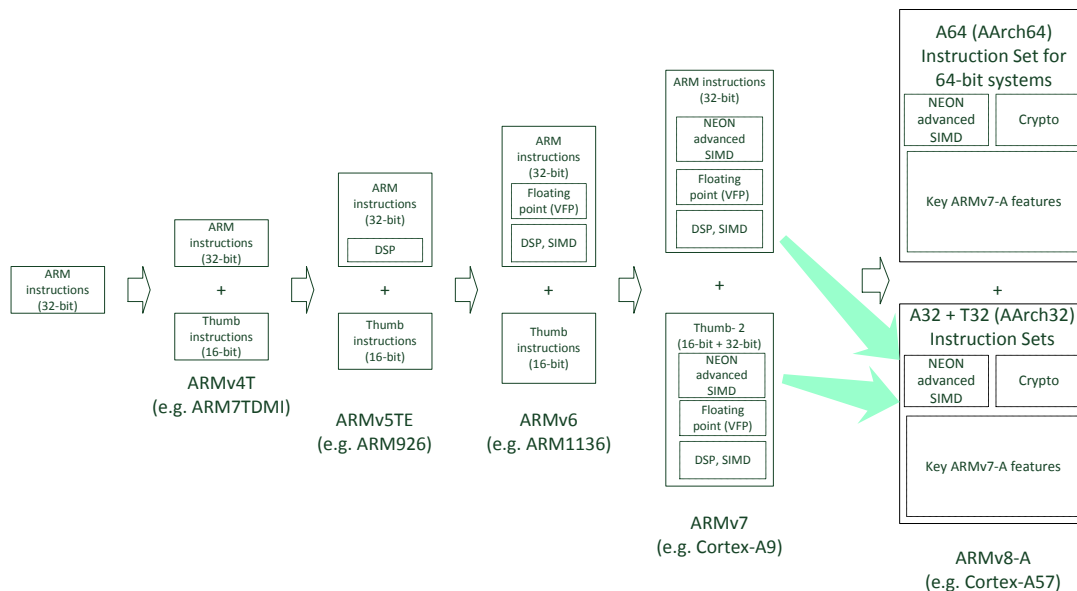 ARM
instructions
(32-bit)
ARM
instructions
(32-bit)
+
Thumb
instructions
(16-bit)
ARMv4T
(e.g. ARM7TDMI)
ARM
instructions
(32-bit)
DSP
+
Thumb
instructions
(16-bit)
ARMv5TE
(e.g. ARM926)
ARM
instructions
(32-bit)
Floating
point (VFP)
DSP, SIMD
+
Thumb
instructions
(16-bit)
ARMv6
(e.g. ARM1136)
ARM instructions
(32-bit)
NEON
advanced
SIMD
Floating
point (VFP)
DSP, SIMD
+
Thumb- 2
(16-bit + 32-bit)
NEON
advanced
SIMD
Floating
point (VFP)
DSP, SIMD
ARMv7
(e.g. Cortex-A9)
A64 (AArch64)
Instruction Set for
64-bit systems
NEON
advanced
SIMD
Crypto
Key ARMv7-A features
+
A32 + T32 (AArch32)
Instruction Sets
NEON
advanced
SIMD
Crypto
Key ARMv7-A features
ARMv8-A
(e.g. Cortex-A57)